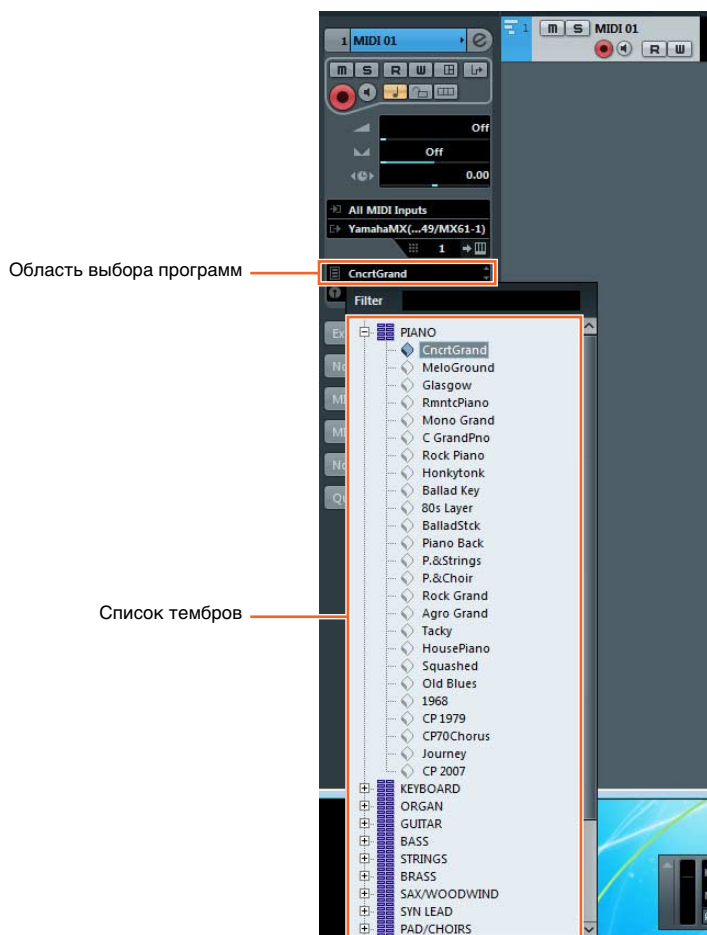 1 MIDI 01
m S R W
Off
Off
0.00
All MIDI Inputs
YamahaMX(...49/MX61-1)
1
1 m S MIDI 01
R W
Область выбора программ
CncrtGrand
Filter
PIANO
CncrtGrand
MeloGround
Glasgow
RmntcPiano
Mono Grand
C GrandPno
Rock Piano
Honkytonk
Ballad Key
80s Layer
BalladStck
Piano Back
P.&Strings
P.&Choir
Rock Grand
Agro Grand
Tacky
HousePiano
Squashed
Old Blues
1968
CP 1979
CP70Chorus
Journey
CP 2007
KEYBOARD
ORGAN
GUITAR
BASS
STRINGS
BRASS
SAX/WOODWIND
SYN LEAD
PAD/CHOIRS
Список тембров